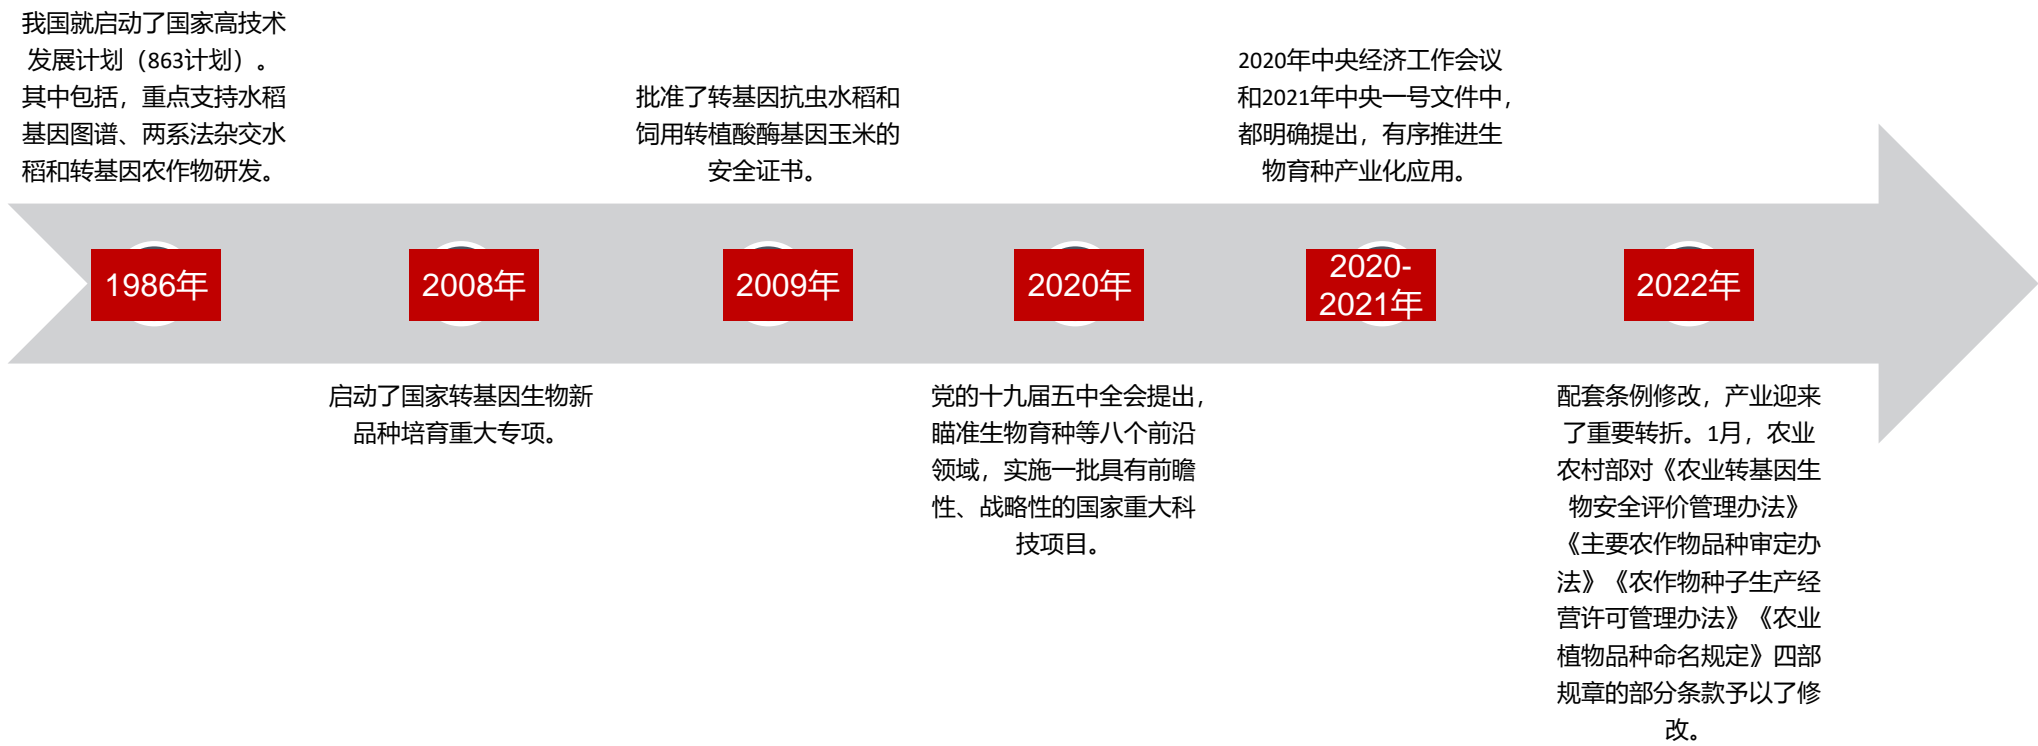 我国就启动了国家高技术
发展计划（863计划）。
其中包括，重点支持水稻
基因图谱、两系法杂交水
稻和转基因农作物研发。
批准了转基因抗虫水稻和
饲用转植酸酶基因玉米的
安全证书。
2020年中央经济工作会议
和2021年中央一号文件中，
都明确提出，有序推进生
物育种产业化应用。
1986年
2008年
2009年
2020年
2020-
2021年
2022年
启动了国家转基因生物新
品种培育重大专项。
党的十九届五中全会提出，
瞄准生物育种等八个前沿
领域，实施一批具有前瞻
性、战略性的国家重大科
技项目。
配套条例修改，产业迎来
了重要转折。1月，农业
农村部对《农业转基因生
物安全评价管理办法》
《主要农作物品种审定办
法》《农作物种子生产经
营许可管理办法》《农业
植物品种命名规定》四部
规章的部分条款予以了修
改。